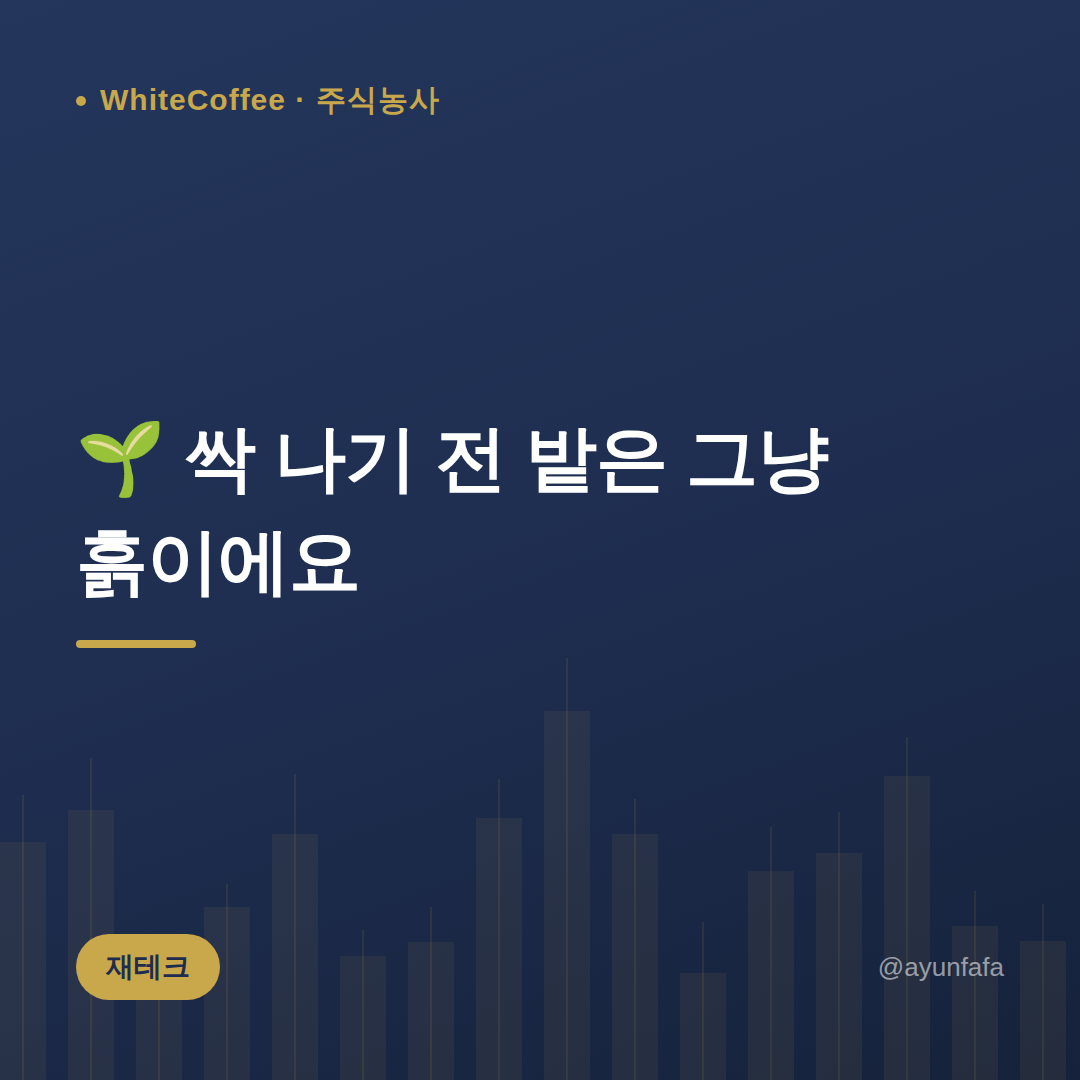 WhiteCoffee · 주식농사
🌱 싹 나기 전 밭은 그냥
흙이에요
재테크
@ayunfafa